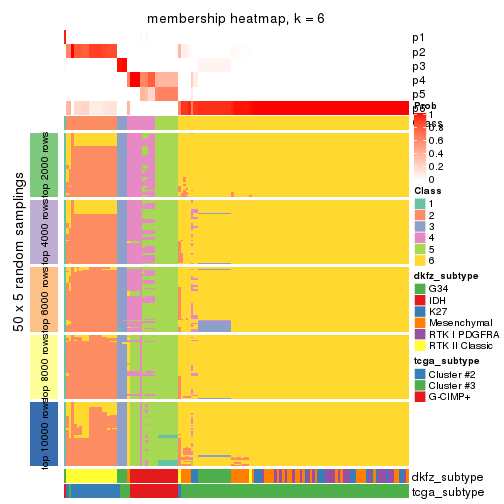 membership heatmap, k = 6
p1
p2
p3
p4
p5
p6
Class
50 x 5 random samplings
top 2000 rows
top 4000 rows
top 6000 rows
top 8000 rows
top 10000 rows
Prob
1
0.8
0.6
0.4
0.2
0
Class
1
2
3
4
5
6
dkfz_subtype
G34
IDH
K27
Mesenchymal
RTK I PDGFRA
RTK II Classic
tcga_subtype
Cluster #2
Cluster #3
G-CIMP+
dkfz_subtype
tcga_subtype